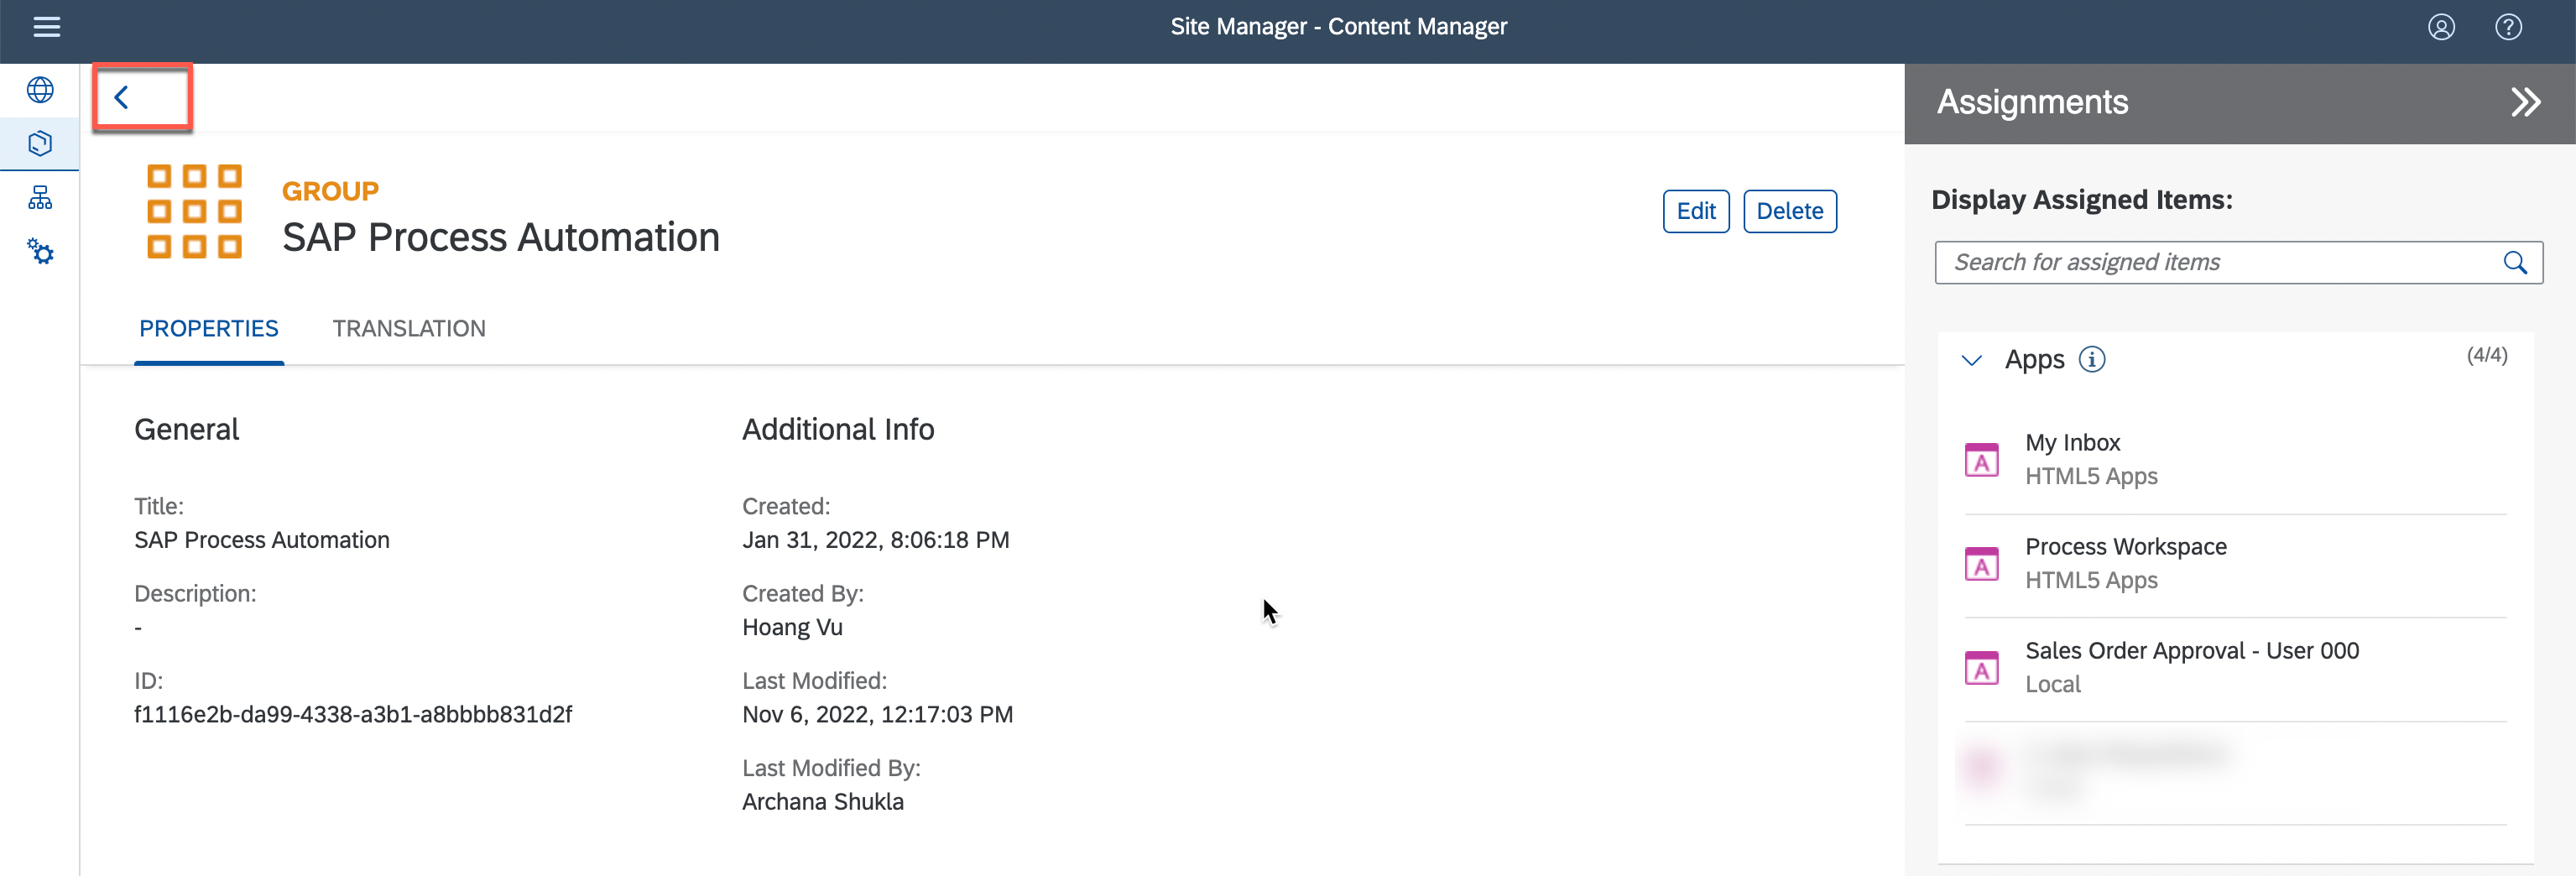 Site Manager - Content Manager
GROUP
SAP Process Automation
Edit
Delete
PROPERTIES
TRANSLATION
General
Title:
SAP Process Automation
Description:
-
ID:
f1116e2b-da99-4338-a3b1-a8bbbb831d2f
Additional Info
Created:
Jan 31, 2022, 8:06:18 PM
Created By:
Hoang Vu
Last Modified:
Nov 6, 2022, 12:17:03 PM
Last Modified By:
Archana Shukla
Assignments
Display Assigned Items:
Search for assigned items
Apps
(4/4)
A
My Inbox
HTML5 Apps
A
Process Workspace
HTML5 Apps
A
Sales Order Approval - User 000
Local